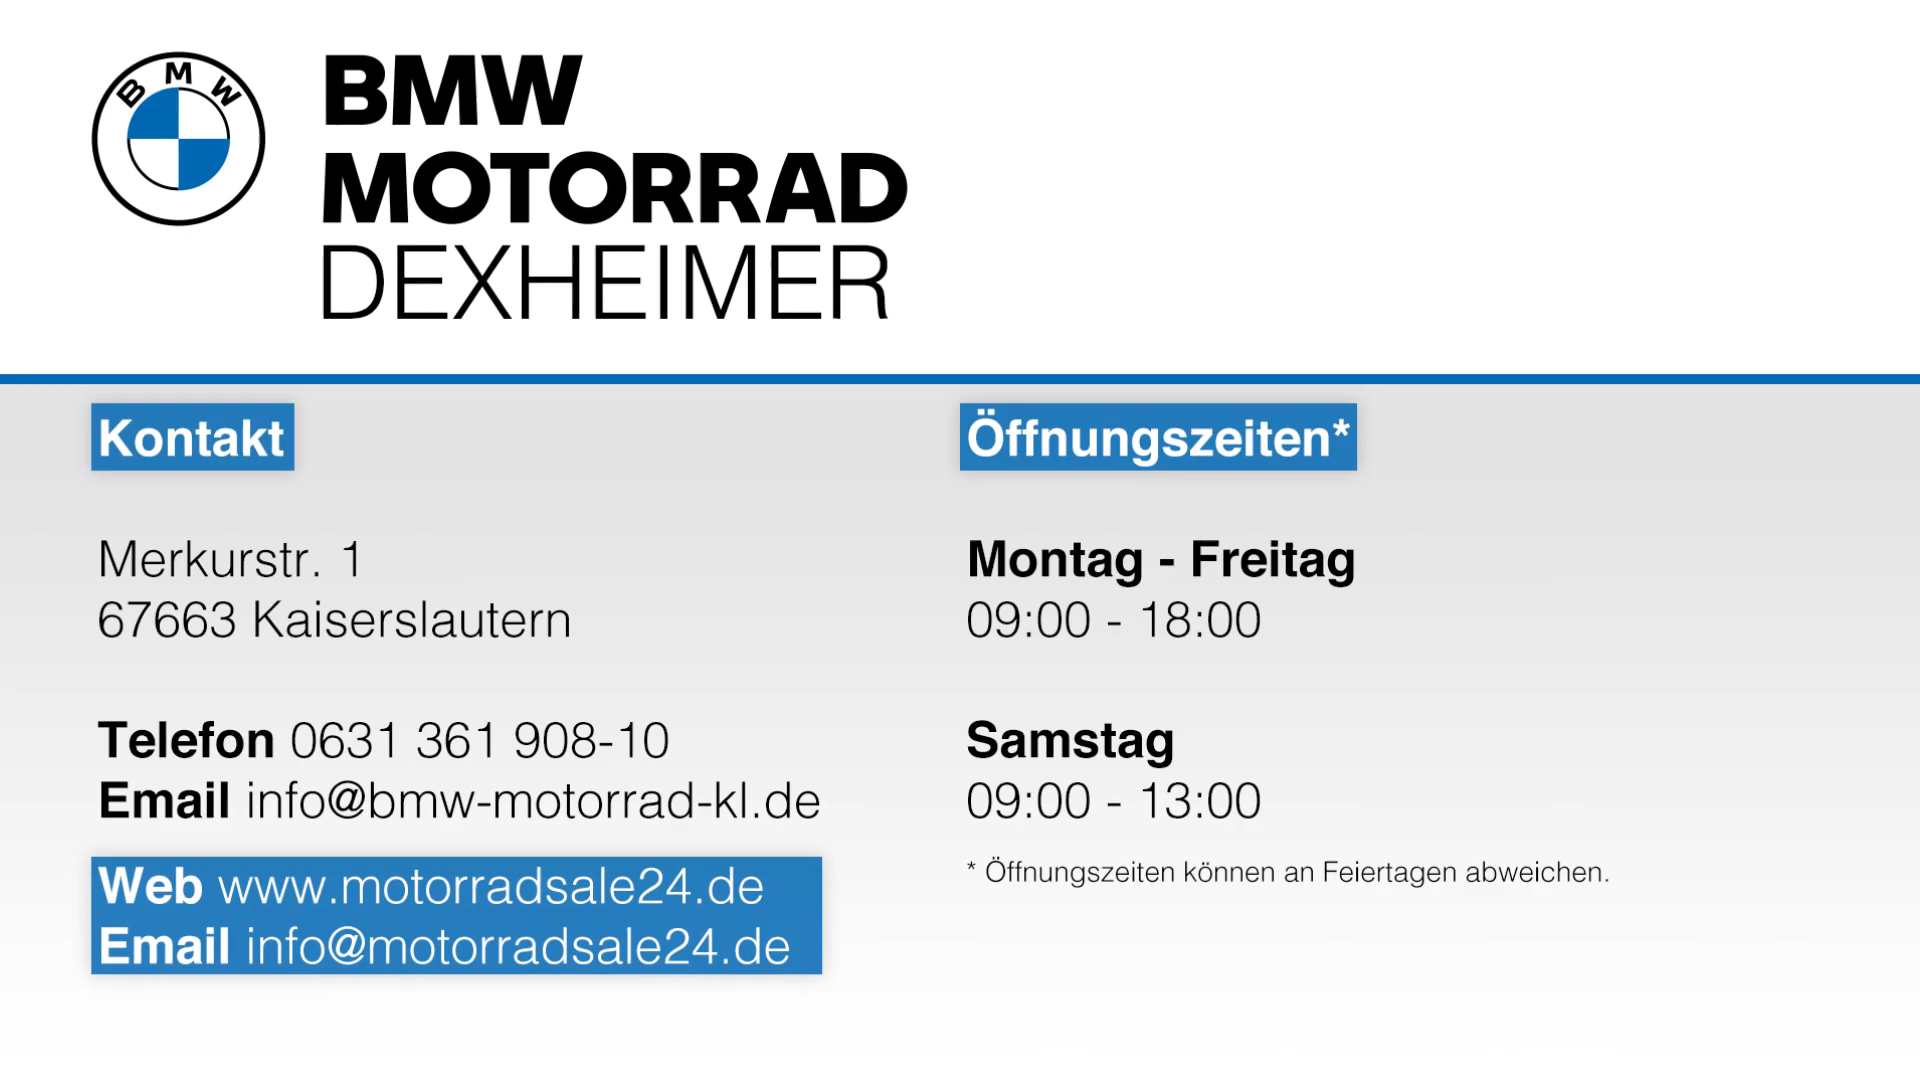 BMW
BMW
MOTORRAD
DEXHEIMER
Kontakt
Merkurstr. 1
67663 Kaiserslautern
Telefon 0631 361 908-10
Email info@bmw-motorrad-kl.de
Web www.motorradsale24.de
Email info@motorradsale24.de
Öffnungszeiten*
Montag - Freitag
09:00 - 18:00
Samstag
09:00 - 13:00
* Öffnungszeiten können an Feiertagen abweichen.